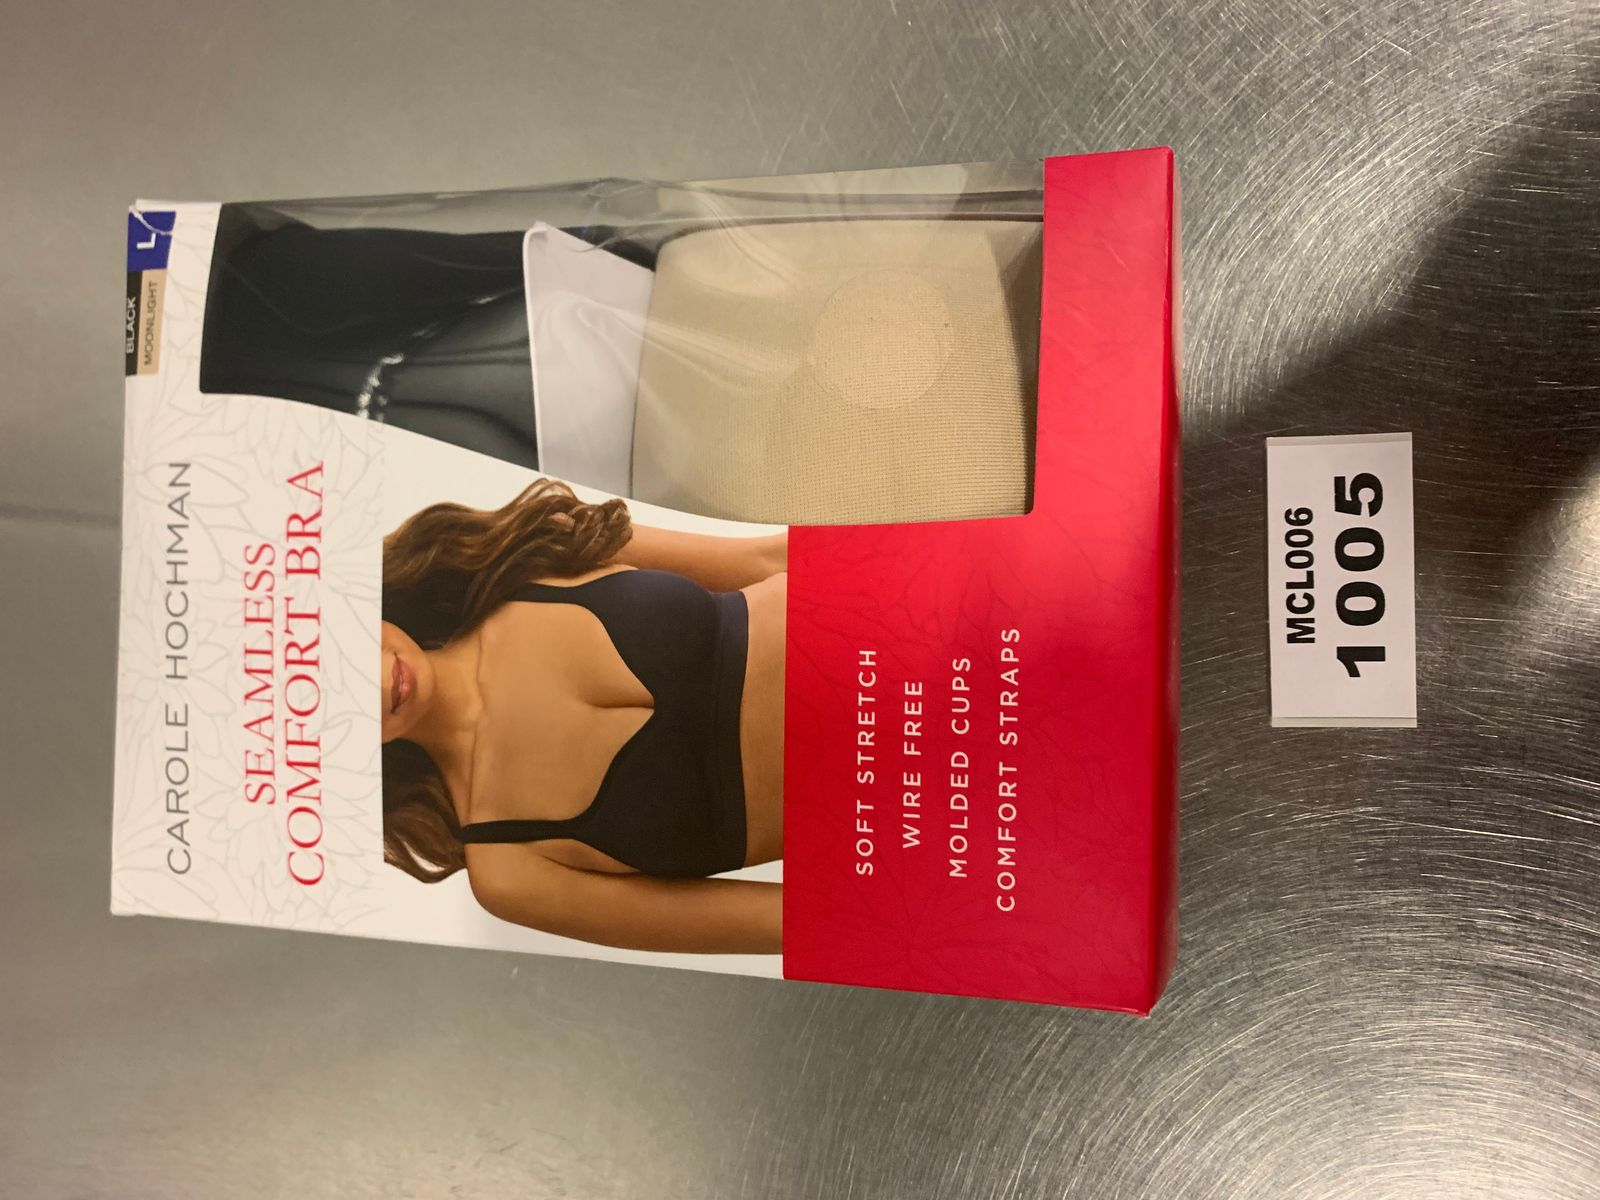 BLACK
MOONLIGHT
L
CAROLE HOCHMAN
SEAMLESS
COMFORT BRA
SOFT STRETCH
WIRE FREE
MOLDED CUPS
COMFORT STRAPS
MCL006
1005